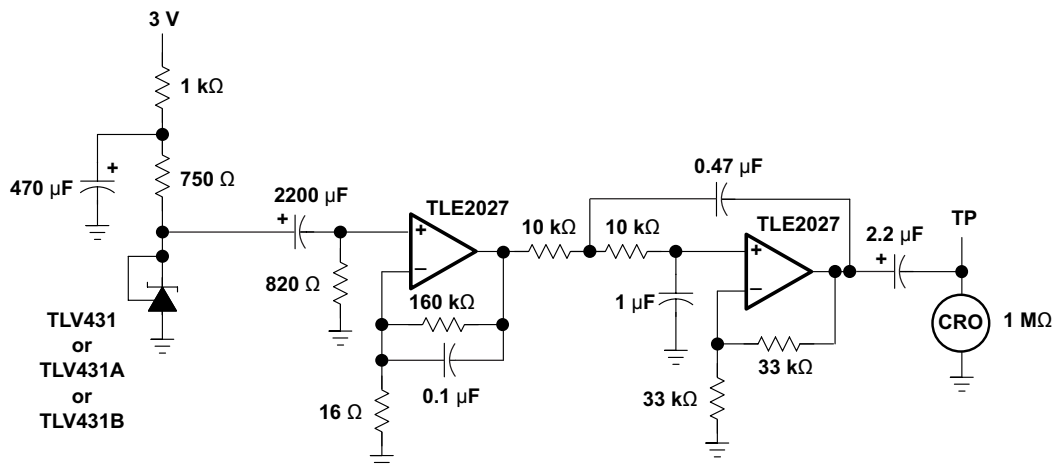 3 V
1 kΩ
+
470 µF
750 Ω
2200 µF
+
TLE2027
+
−
820 Ω
160 kΩ
0.1 µF
16 Ω
10 kΩ
10 kΩ
0.47 µF
1 µF
TLE2027
+
−
33 kΩ
33 kΩ
2.2 µF
+
TP
CRO
1 MΩ
TLV431
or
TLV431A
or
TLV431B